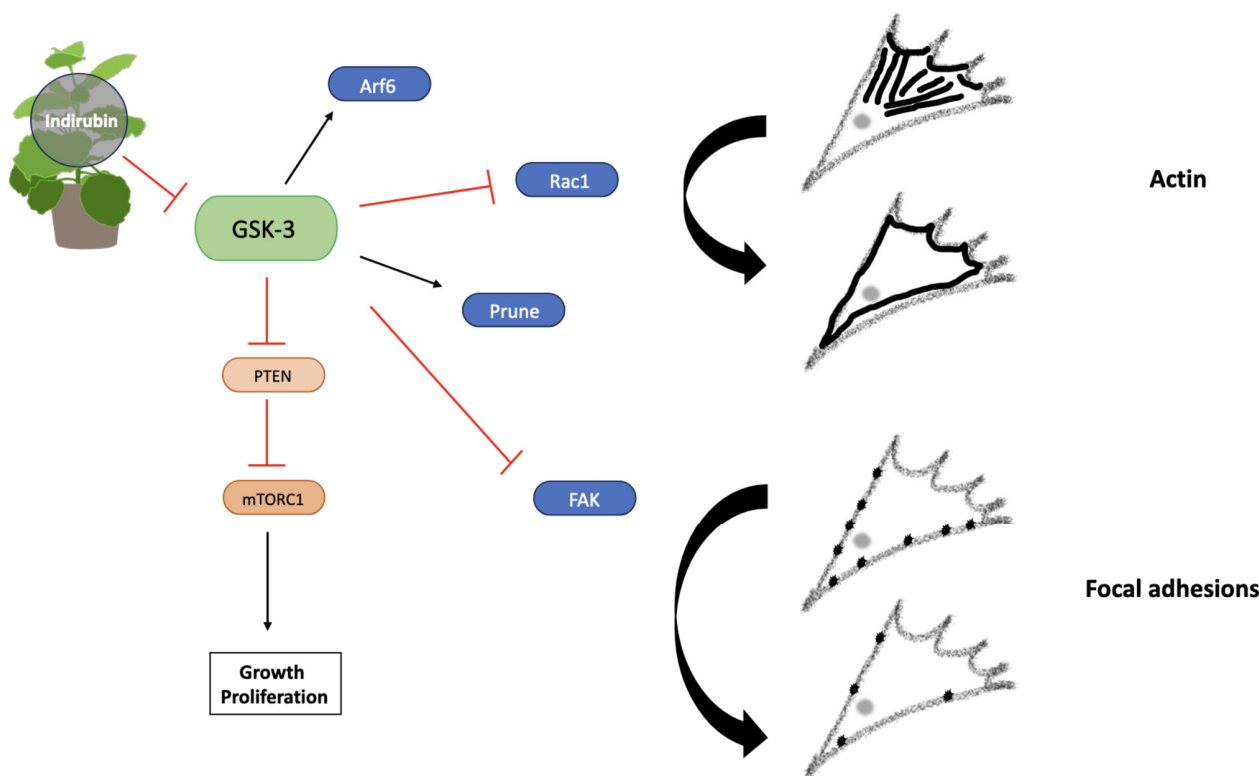 Indirubin
Arf6
Rac1
GSK-3
Prune
PTEN
mTORC1
FAK
Growth
Proliferation
Actin
Focal adhesions